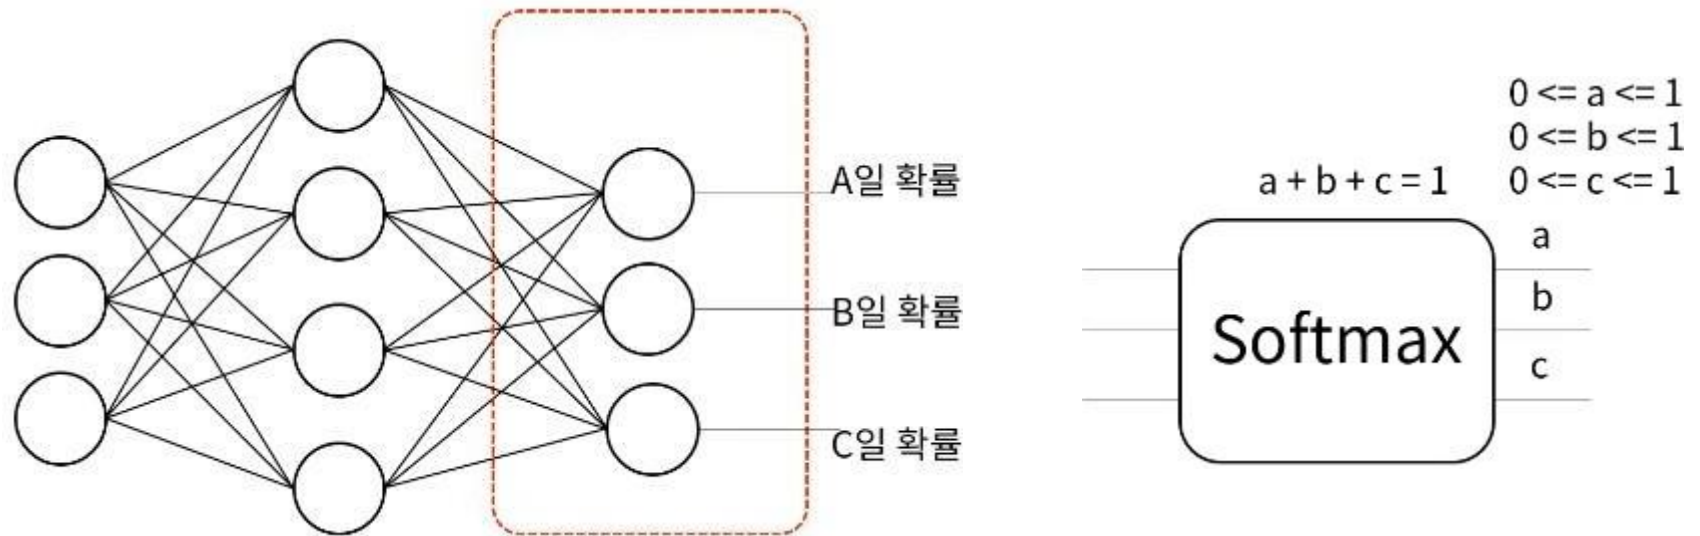 A일 확률
B일 확률
C일 확률
0 <= a <= 1
0 <= b <= 1
a + b + c = 1
0 <= c <= 1
a
b
c
Softmax